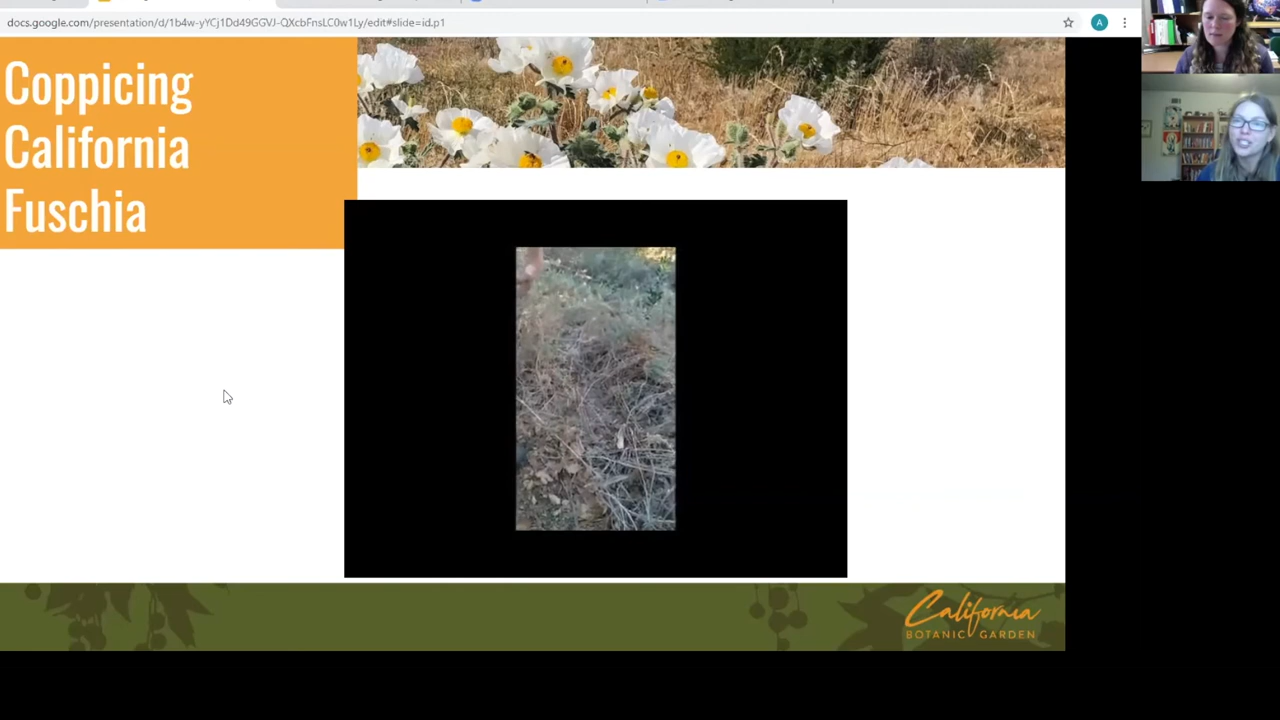 docs.google.com/presentation/d/1b4w-yYCj1Dd49GGVJ-QXcbFnsLC0w1Ly/edit#slide=id.p1
A
Coppicing
California
Fuschia
California
BOTANIC GARDEN